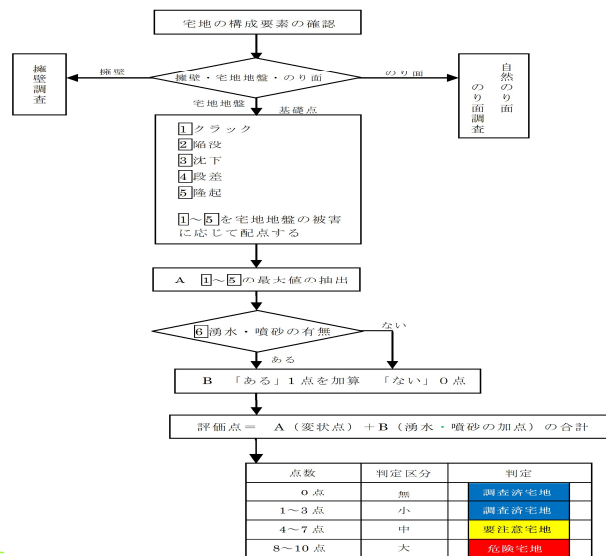 宅地の構成要素の確認
擁壁・宅地地盤・のり面
擁壁
のり面
擁壁調査
自然のり面
のり面調査
宅地地盤
基礎点
1クラック
2陥没
3沈下
4段差
5隆起
1～5を宅地地盤の被害
に応じて配点する
A 1～5の最大値の抽出
6湧水・噴砂の有無
ない
ある
B 「ある」1点を加算 「ない」0点
評価点＝ A（変状点）＋B（湧水・噴砂の加点）の合計
点数 判定区分 判定
0点 無 調査済宅地
1～3点 小 調査済宅地
4～7点 中 要注意宅地
8～10点 大 危険宅地